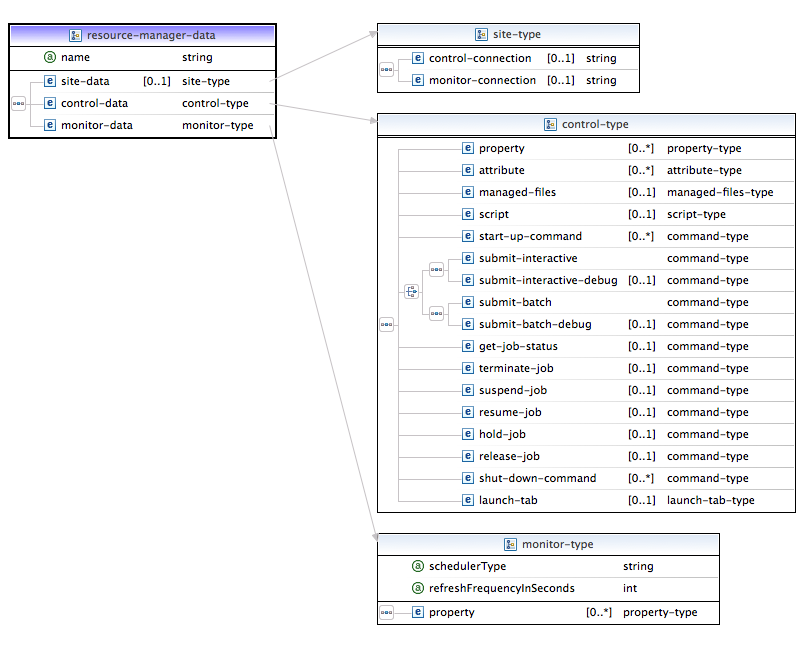 resource-manager-data
a name string
e site-data [0..1] site-type
e control-data control-type
e monitor-data monitor-type
site-type
e control-connection [0..1] string
e monitor-connection [0..1] string
control-type
e property [0..*] property-type
e attribute [0..*] attribute-type
e managed-files [0..1] managed-files-type
e script [0..1] script-type
e start-up-command [0..*] command-type
e submit-interactive command-type
e submit-interactive-debug [0..1] command-type
e submit-batch command-type
e submit-batch-debug [0..1] command-type
e get-job-status [0..1] command-type
e terminate-job [0..1] command-type
e suspend-job [0..1] command-type
e resume-job [0..1] command-type
e hold-job [0..1] command-type
e release-job [0..1] command-type
e shut-down-command [0..*] command-type
e launch-tab [0..1] launch-tab-type
monitor-type
a schedulerType string
a refreshFrequencyInSeconds int
e property [0..*] property-type